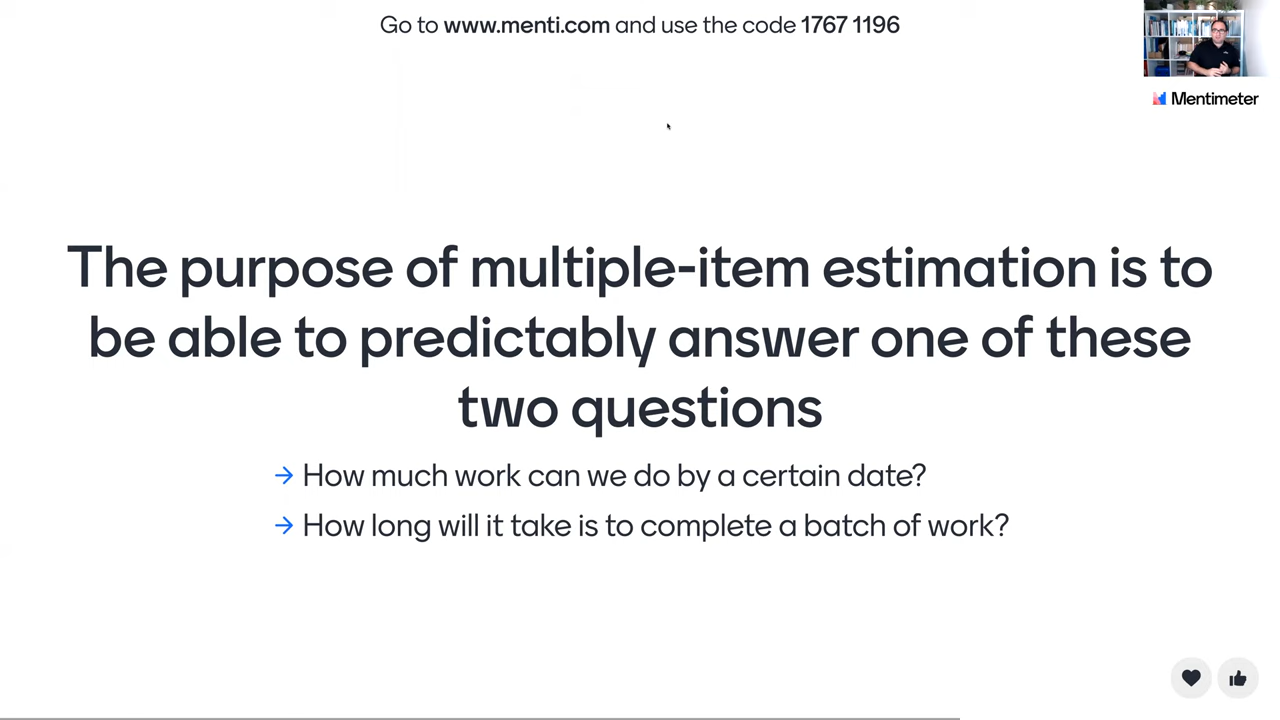 Go to www.menti.com and use the code 1767 1196
Mentimeter
The purpose of multiple-item estimation is to
be able to predictably answer one of these
two questions
→ How much work can we do by a certain date?
→ How long will it take is to complete a batch of work?